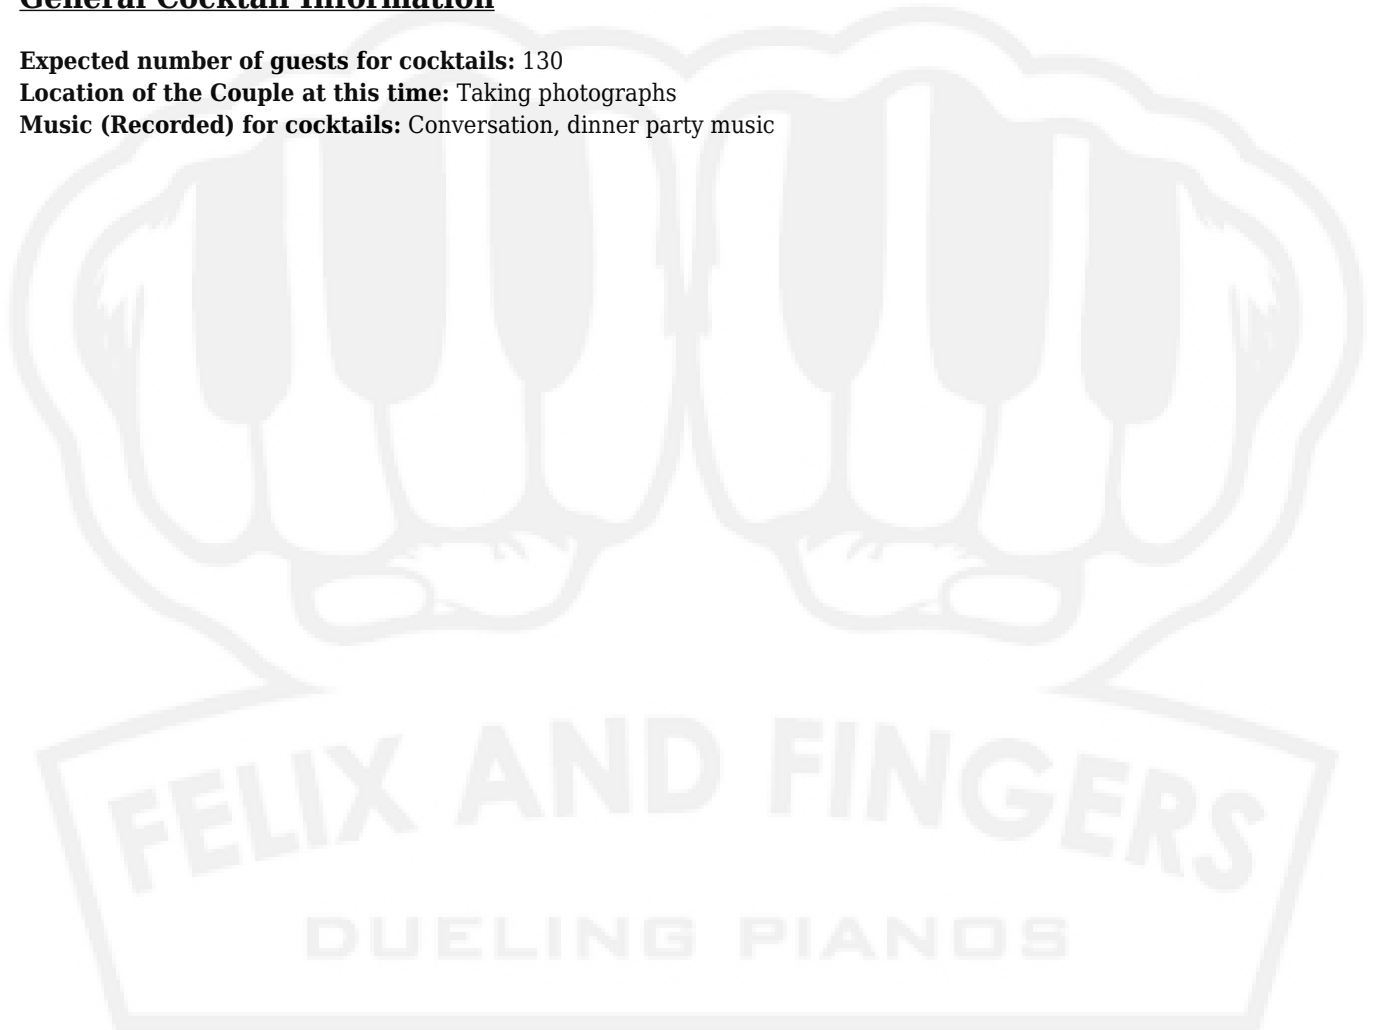 General Cocktail Information
Expected number of guests for cocktails: 130
Location of the Couple at this time: Taking photographs
Music (Recorded) for cocktails: Conversation, dinner party music
FELIX AND FINGERS
DUELING PIANOS